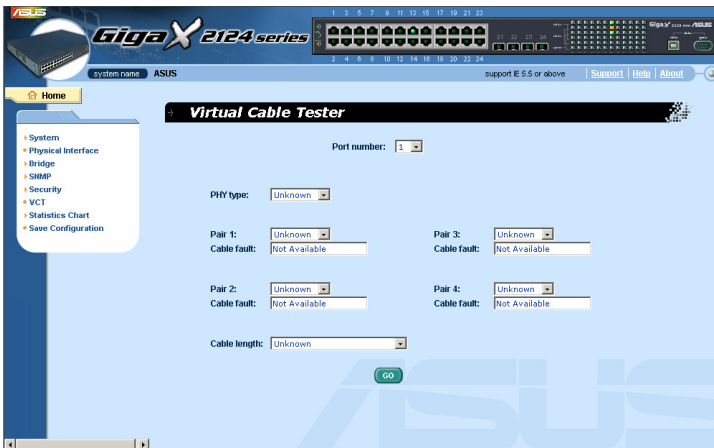 ASUS
1 3 5 7 9 11 13 15 17 19 21 23
GigaX 2124 series
GigaX 2124 ASUS
21 22 23 24
2 4 6 8 10 12 14 16 18 20 22 24
system name ASUS
support IE 5.5 or above
Support | Help | About
Home
Virtual Cable Tester
System
Physical Interface
Bridge
SNMP
Security
VCT
Statistics Chart
Save Configuration
Port number: 1
PHY type: Unknown
Pair 1: Unknown
Pair 3: Unknown
Cable fault: Not Available
Cable fault: Not Available
Pair 2: Unknown
Pair 4: Unknown
Cable fault: Not Available
Cable fault: Not Available
Cable length: Unknown
GO
ASUS